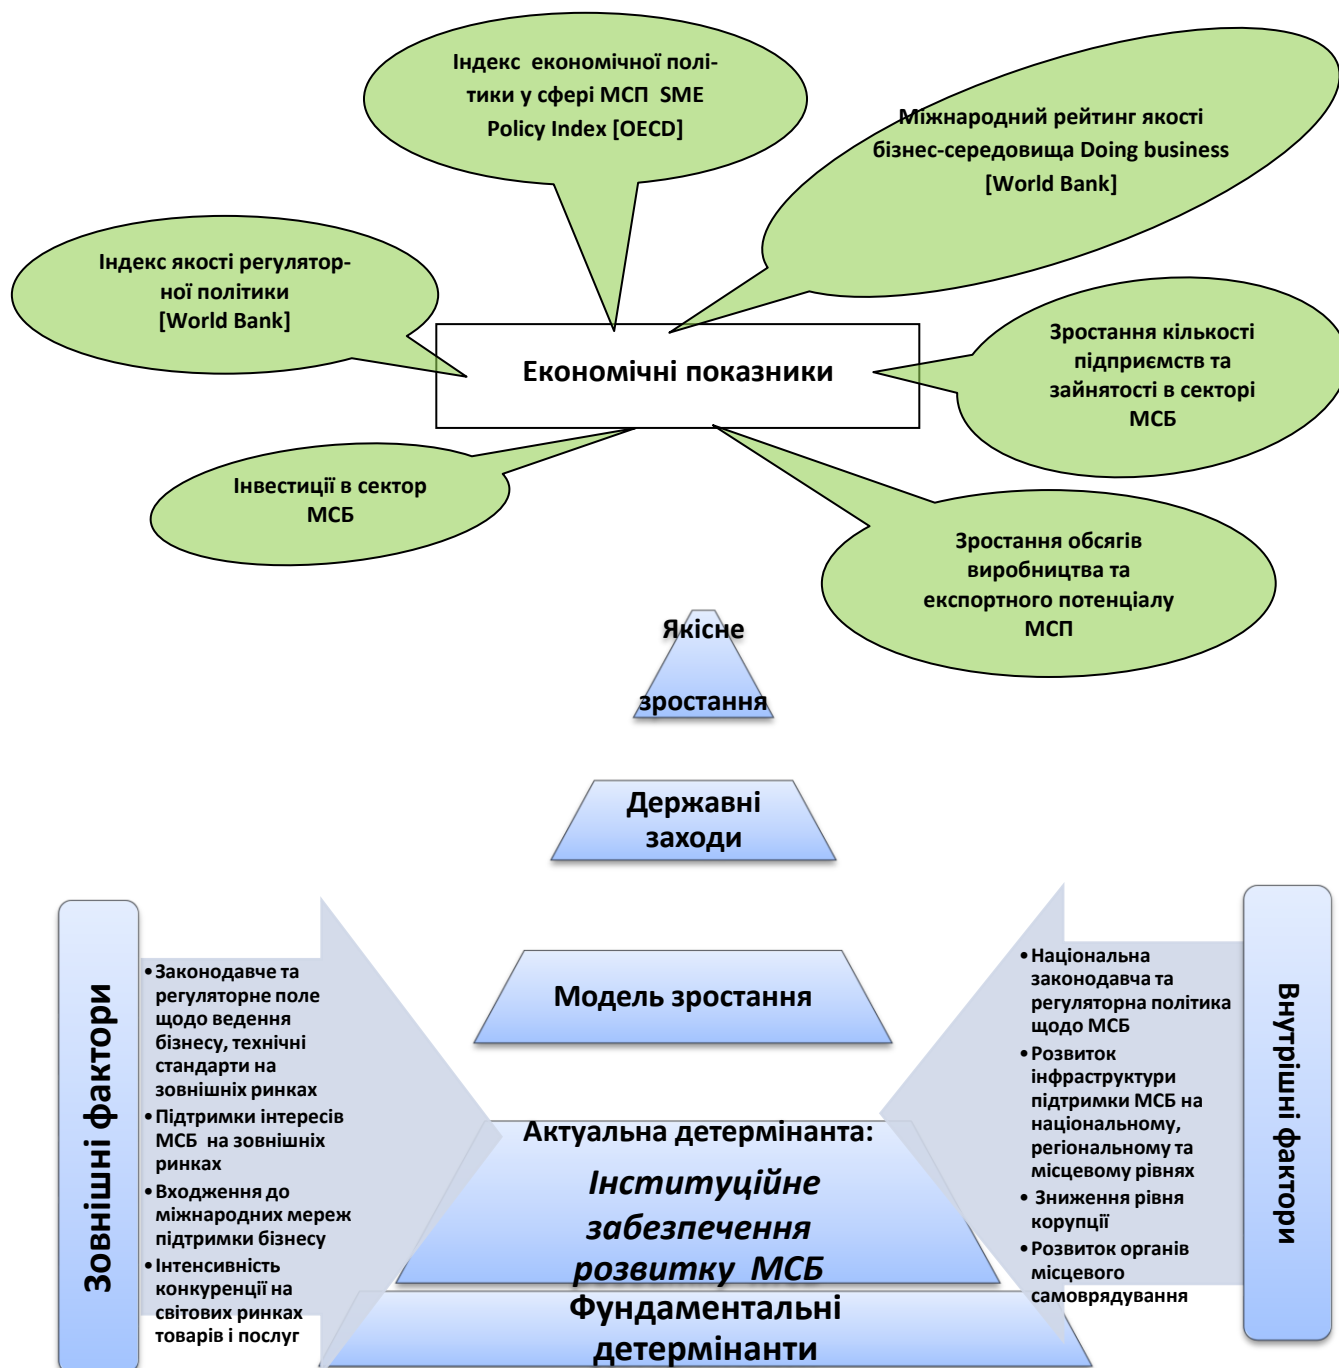 Індекс економічної полі-
тики у сфері МСП SME
Policy Index [OECD]
Міжнародний рейтинг якості
бізнес-середовища Doing business
[World Bank]
Індекс якості регулятор-
ної політики
[World Bank]
Економічні показники
Зростання кількості
підприємств та
зайнятості в секторі
МСБ
Інвестиції в сектор
МСБ
Зростання обсягів
виробництва та
експортного потенціалу
МСП
Якісне
зростання
Державні
заходи
Модель зростання
Актуальна детермінанта:
Інституційне
забезпечення
розвитку МСБ
Фундаментальні
детермінанти
Зовнішні фактори
•Законодавче та
регуляторне поле
щодо ведення
бізнесу, технічні
стандарти на
зовнішніх ринках
•Підтримки інтересів
МСБ на зовнішніх
ринках
•Входження до
міжнародних мереж
підтримки бізнесу
•Інтенсивність
конкуренції на
світових ринках
товарів і послуг
•Національна
законодавча та
регуляторна політика
щодо МСБ
•Розвиток
інфраструктури
підтримки МСБ на
національному,
регіональному та
місцевому рівнях
• Зниження рівня
корупції
•Розвиток органів
місцевого
самоврядування
Внутрішні фактори